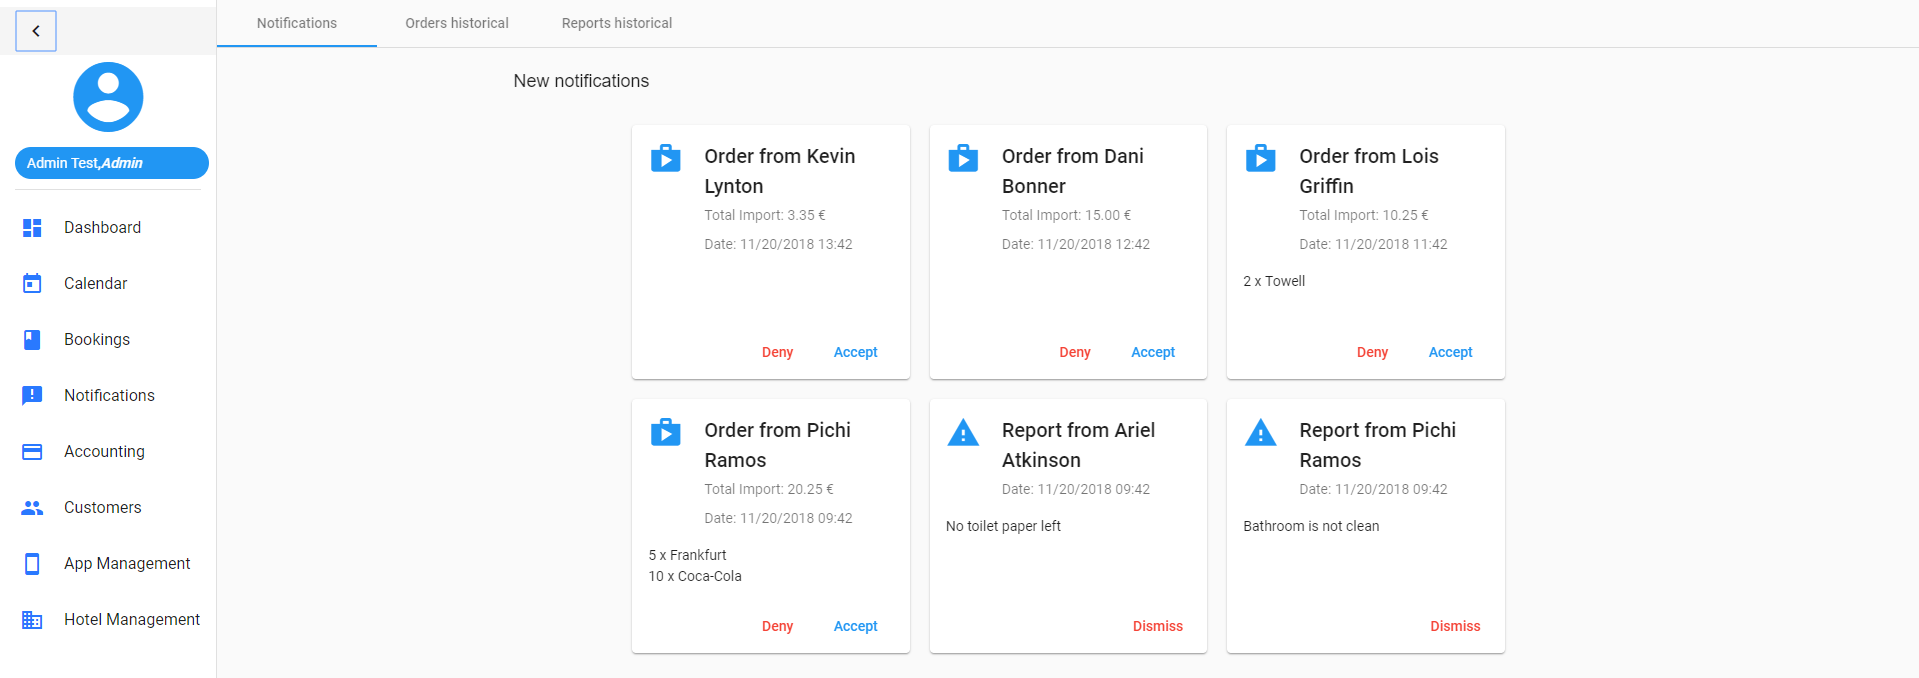 Notifications
Orders historical
Reports historical
Admin Test,Admin
Dashboard
Calendar
Bookings
Notifications
Accounting
Customers
App Management
Hotel Management
New notifications
Order from Kevin
Lynton
Total Import: 3.35 €
Date: 11/20/2018 13:42
Deny
Accept
Order from Dani
Bonner
Total Import: 15.00 €
Date: 11/20/2018 12:42
Deny
Accept
Order from Lois
Griffin
Total Import: 10.25 €
Date: 11/20/2018 11:42
2 x Towell
Deny
Accept
Order from Pichi
Ramos
Total Import: 20.25 €
Date: 11/20/2018 09:42
5 x Frankfurt
10 x Coca-Cola
Deny
Accept
Report from Ariel
Atkinson
Date: 11/20/2018 09:42
No toilet paper left
Dismiss
Report from Pichi
Ramos
Date: 11/20/2018 09:42
Bathroom is not clean
Dismiss